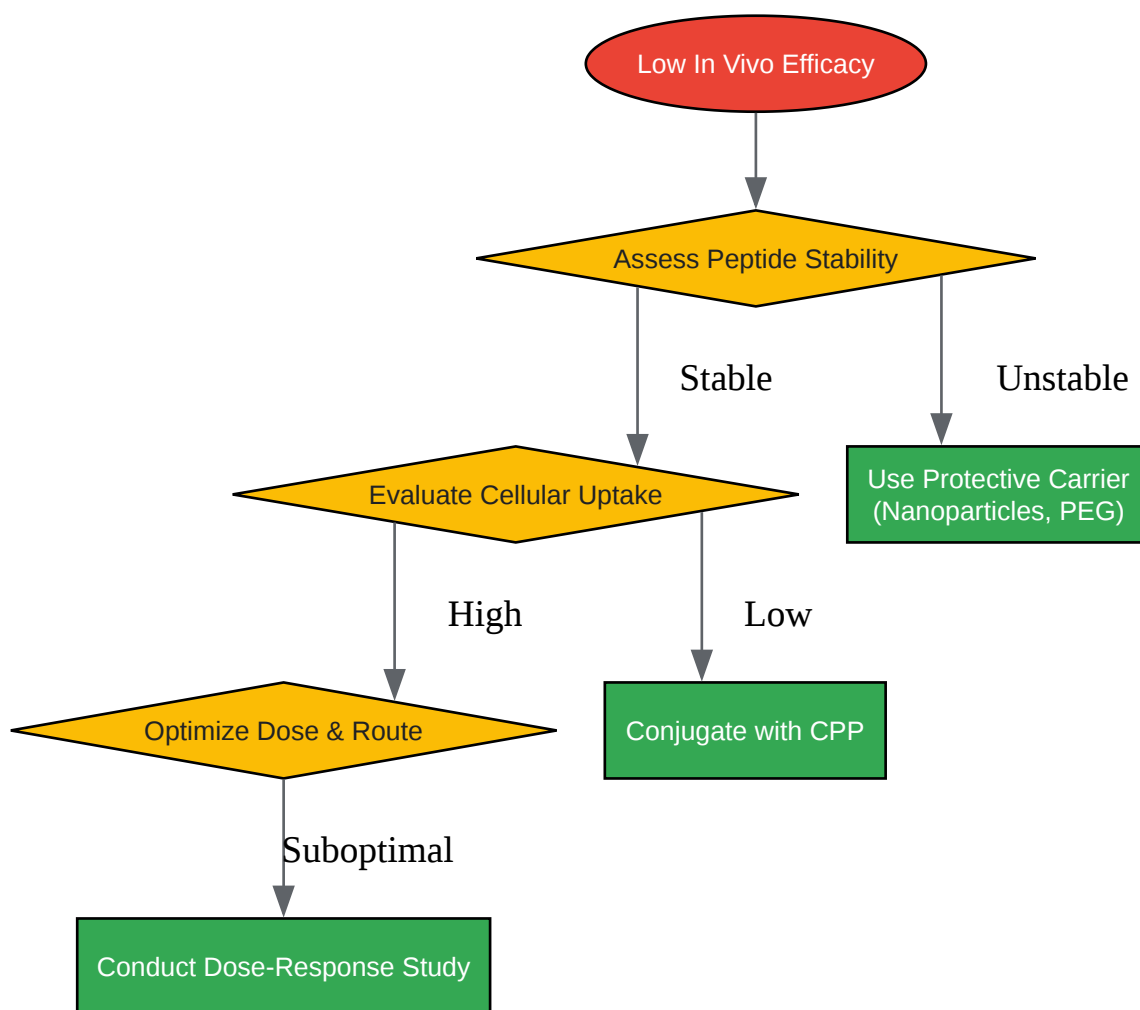 Low In Vivo Efficacy
Assess Peptide Stability
Stable
Unstable
Evaluate Cellular Uptake
Use Protective Carrier
(Nanoparticles, PEG)
High
Low
Optimize Dose & Route
Conjugate with CPP
Suboptimal
Conduct Dose-Response Study